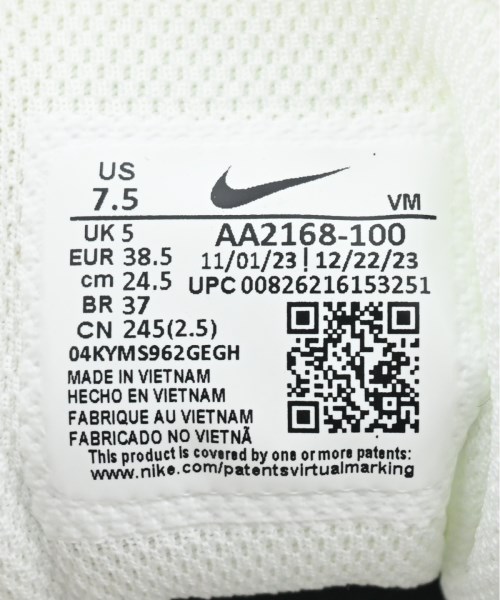 US
7.5
VM
UK 5
EUR 38.5
cm 24.5
BR 37
CN 245(2.5)
AA2168-100
11/01/23 | 12/22/23
UPC 00826216153251
04KYMS962GEGH
MADE IN VIETNAM
HECHO EN VIETNAM
FABRIQUE AU VIETNAM
FABRICADO NO VIETNÃ
This product is covered by one or more patents:
www.nike.com/patentsvirtualmarking